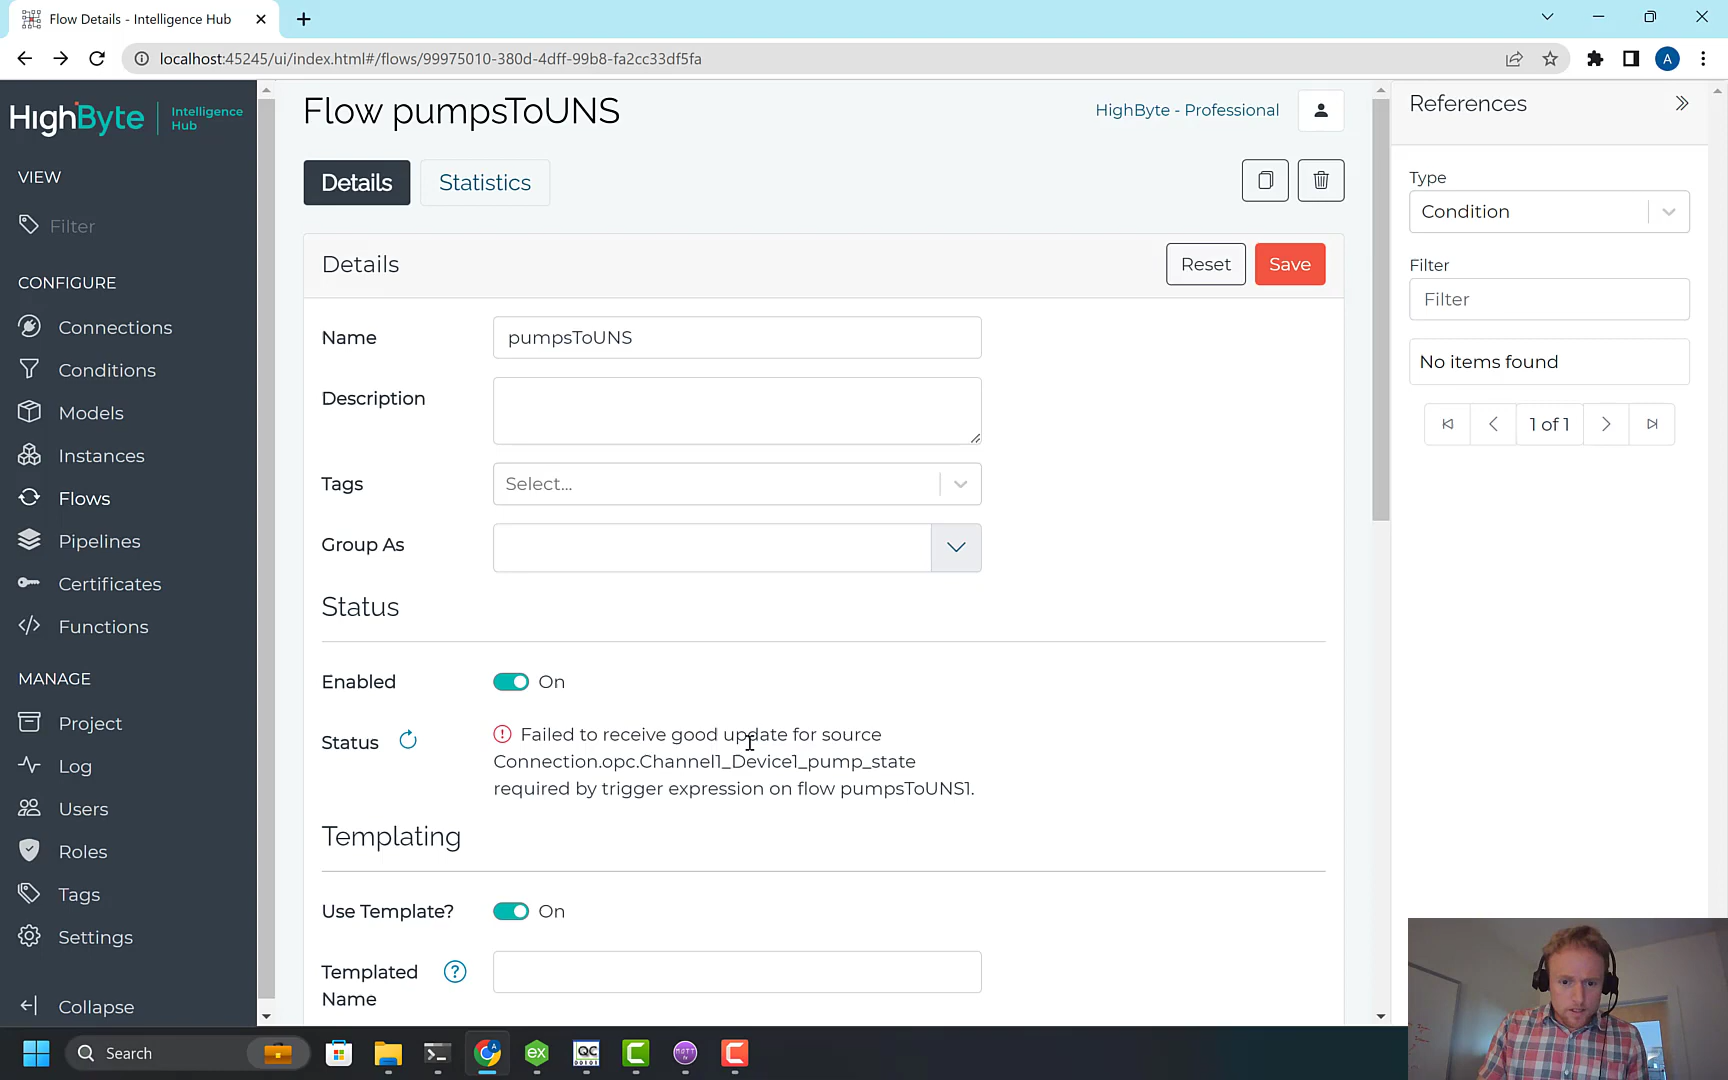 Flow Details - Intelligence Hub
localhost:45245/ui/index.html#/flows/99975010-380d-4dff-99b8-fa2cc33df5fa
A
HighByte
Intelligence
Hub
VIEW
Filter
CONFIGURE
Connections
Conditions
Models
Instances
Flows
Pipelines
Certificates
Functions
MANAGE
Project
Log
Users
Roles
Tags
Settings
Collapse
Flow pumpsToUNS
HighByte - Professional
Details
Statistics
Details
Reset
Save
Name
pumpsToUNS
Description
Tags
Select...
Group As
Status
Enabled
On
Status
Failed to receive good update for source
Connection.opc.Channel1_Device1_pump_state
required by trigger expression on flow pumpsToUNS1.
Templating
Use Template?
On
Templated
Name
References
Type
Condition
Filter
Filter
No items found
1 of 1
Search
A
ex
QC